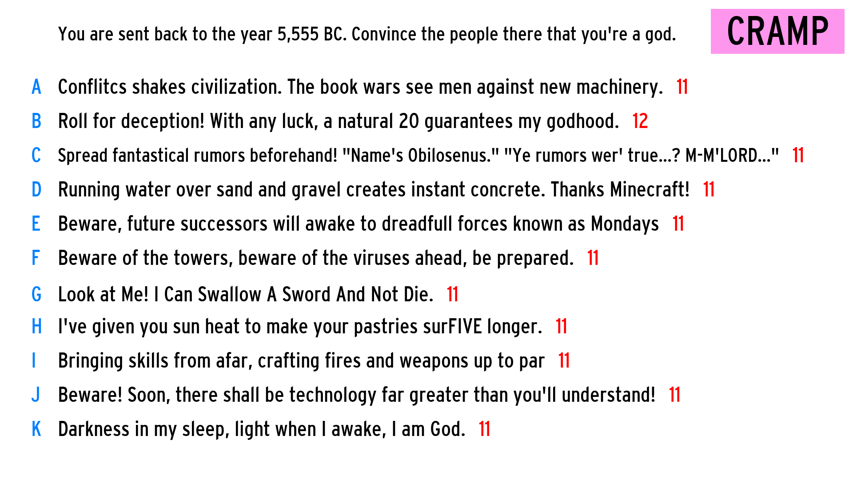 You are sent back to the year 5,555 BC. Convince the people there that you're a god. CRAMP
A Conflitcs shakes civilization. The book wars see men against new machinery. 11
B Roll for deception! With any luck, a natural 20 guarantees my godhood. 12
C Spread fantastical rumors beforehand! "Name's Obilosenus." "Ye rumors wer' true...? M-M'LORD..." 11
D Running water over sand and gravel creates instant concrete. Thanks Minecraft! 11
E Beware, future successors will awake to dreadfull forces known as Mondays 11
F Beware of the towers, beware of the viruses ahead, be prepared. 11
G Look at Me! I Can Swallow A Sword And Not Die. 11
H I've given you sun heat to make your pastries surFIVE longer. 11
I Bringing skills from afar, crafting fires and weapons up to par 11
J Beware! Soon, there shall be technology far greater than you'll understand! 11
K Darkness in my sleep, light when I awake, I am God. 11